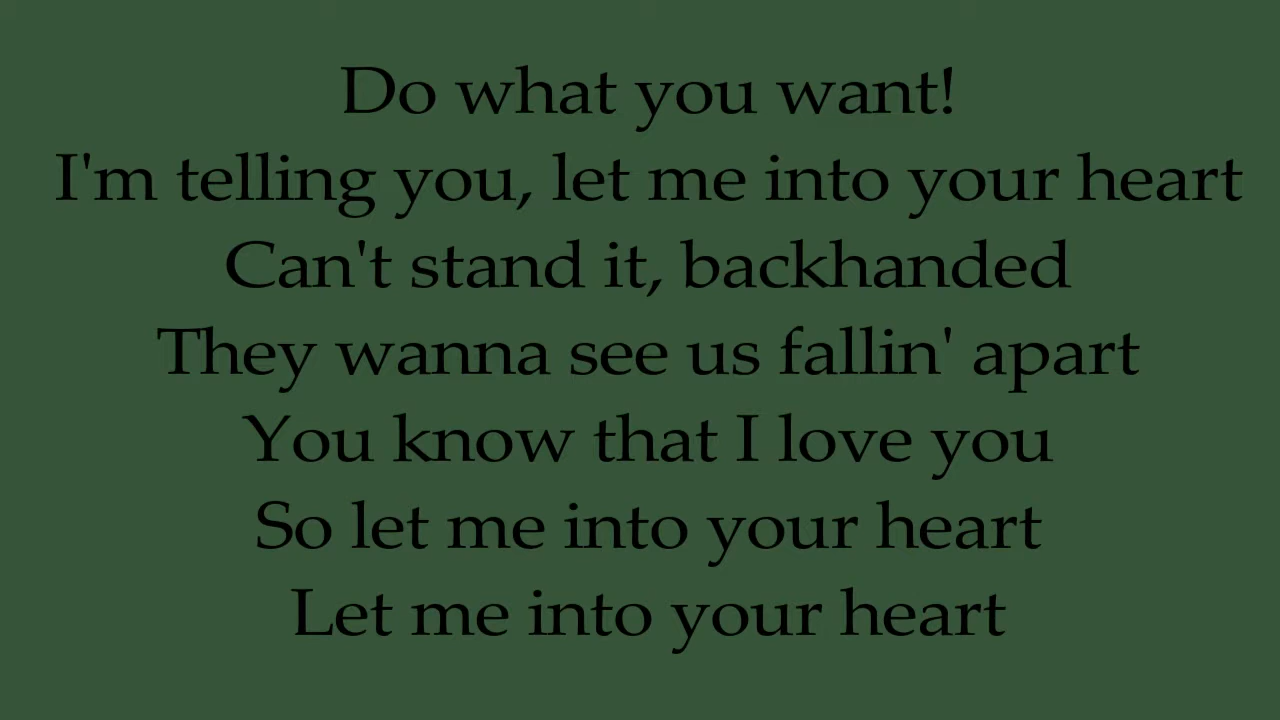 Do what you want!
I'm telling you, let me into your heart
Can't stand it, backhanded
They wanna see us fallin' apart
You know that I love you
So let me into your heart
Let me into your heart